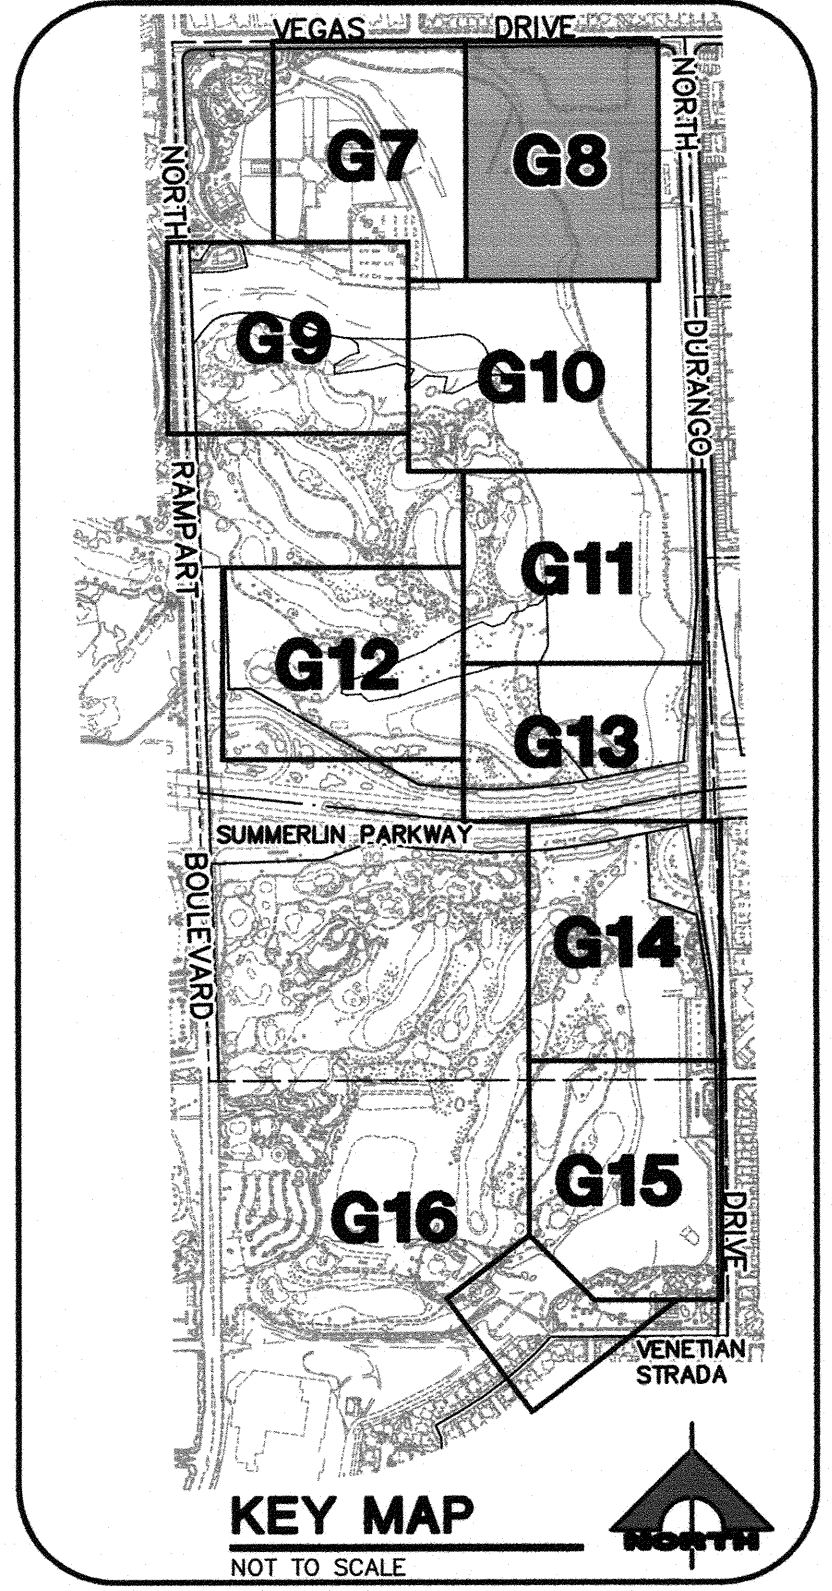 VEGAS DRIVE
NORTH
NORTH
G7
G8
G9
G10
DURANGO
RAMPART
G11
G12
G13
SUMMERLIN PARKWAY
BOULEVARD
G14
G15
G16
DRIVE
VENETIAN
STRADA
KEY MAP
NOT TO SCALE
NORTH